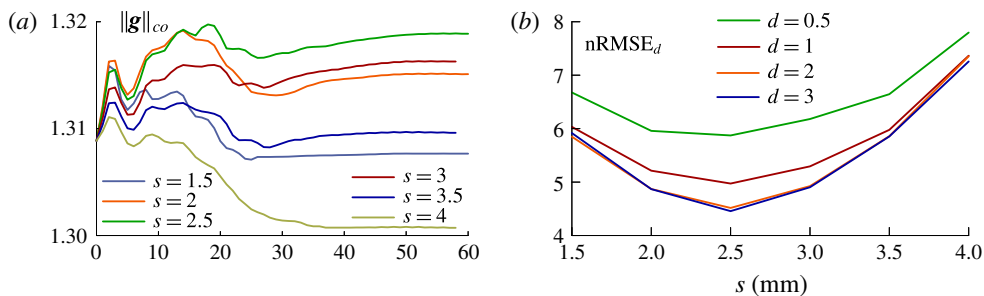 (a)
‖g‖co
1.32
1.31
1.30
0
10
20
30
40
50
60
s = 1.5
s = 2
s = 2.5
s = 3
s = 3.5
s = 4
(b)
nRMSEd
8
7
6
5
4
1.5
2.0
2.5
3.0
3.5
4.0
s (mm)
d = 0.5
d = 1
d = 2
d = 3